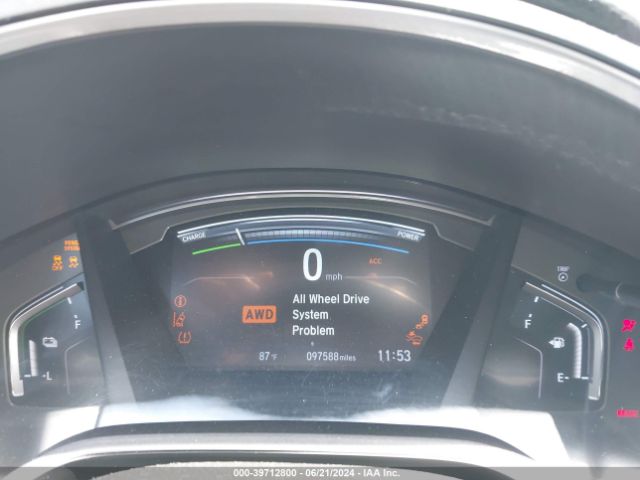 CHARGE
POWER
0 mph
ACC
All Wheel Drive
AWD
System
Problem
F
L
F
E
TRIP
87°F
097588 miles
11:53
000-39712800 - 06/21/2024 - IAA Inc.